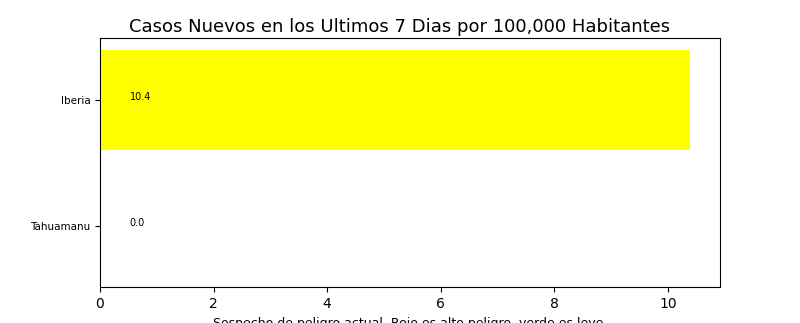 Casos Nuevos en los Ultimos 7 Dias por 100,000 Habitantes
Iberia
10.4
Tahuamanu
0.0
0 2 4 6 8 10
Sospecho de peligro actual. Rojo es alto peligro, verde es leve